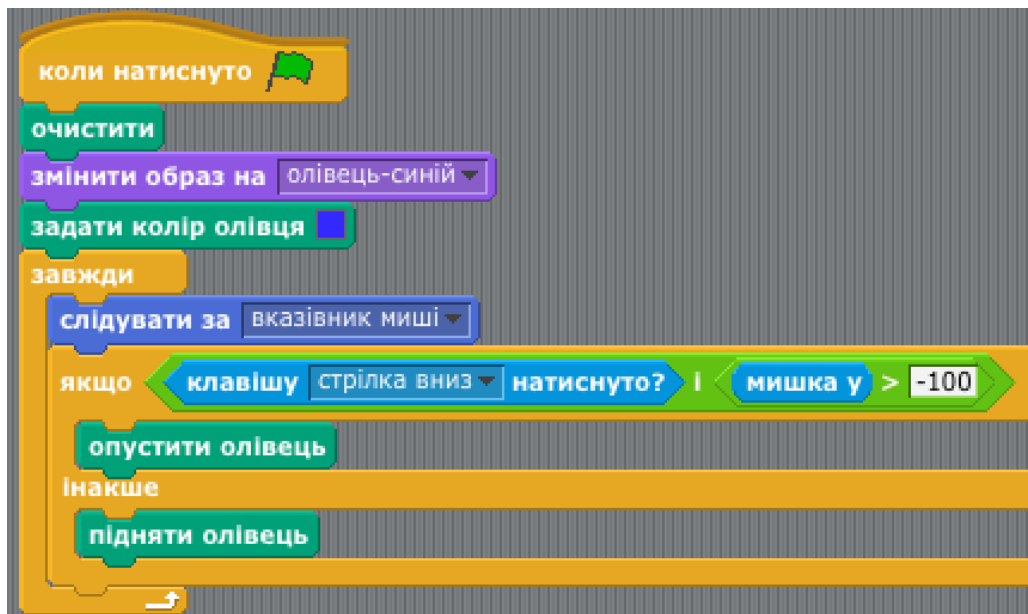 коли натиснуто
очистити
змінити образ на олівець-синій
задати колір олівця
завжди
слідувати за вказівник миші
якщо клавішу стрілка вниз натиснуто? і мишка y > -100
опустити олівець
інакше
підняти олівець